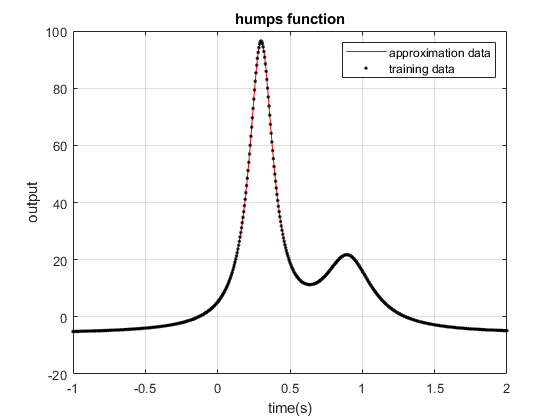 humps function
approximation data
training data
100
80
60
40
20
0
-20
output
-1
-0.5
0
0.5
1
1.5
2
time(s)